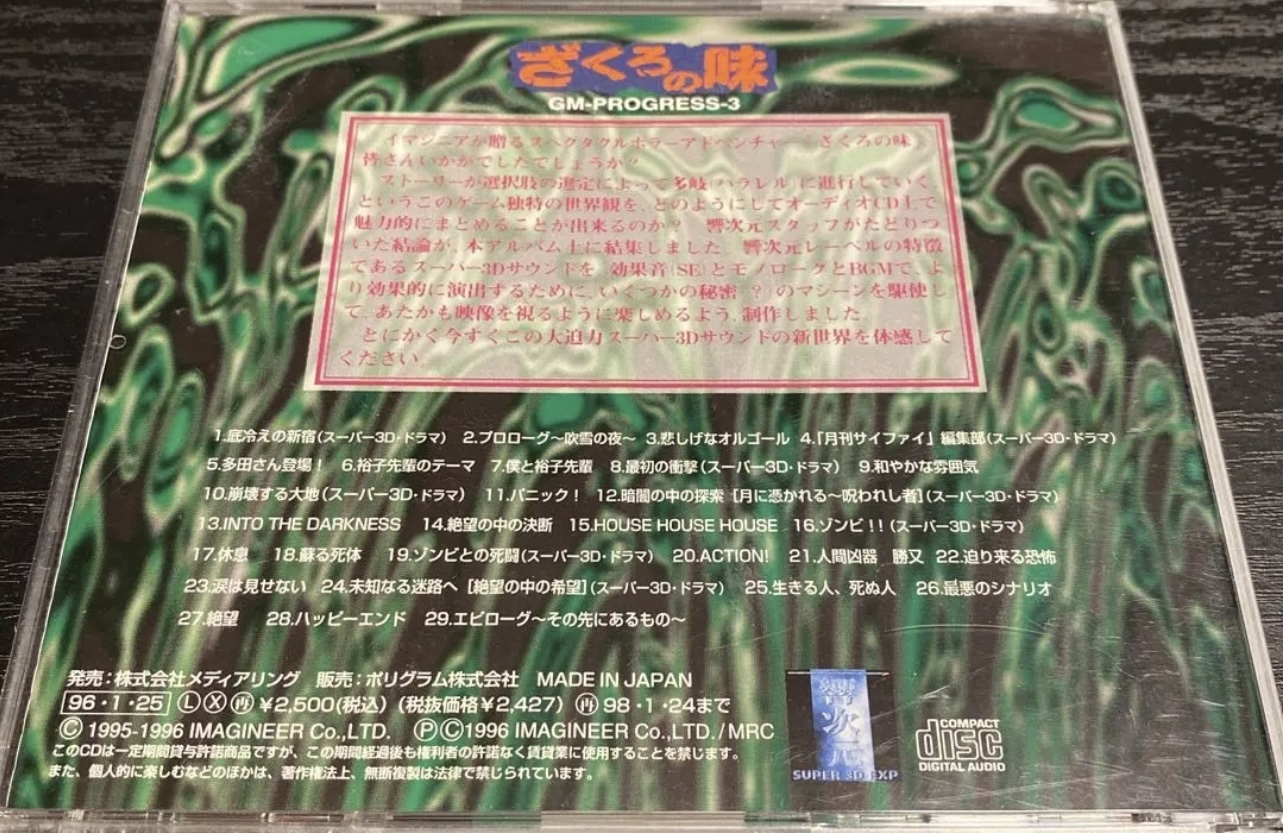 ざくろの味
GM-PROGRESS-3
イマジニアが贈るスペクタクルホラーアドベンチャー「ざくろの味」、
皆さんいかがでしたでしょうか？
ストーリーが選択肢の選定によって多岐(パラレル)に進行していく、
というこのゲーム独特の世界観を、どのようにしてオーディオCD上で
魅力的にまとめることが出来るのか？ 響次元スタッフがたどりつ
いた結論が、本アルバム上に結集しました。響次元レーベルの特徴
であるスーパー3Dサウンドを、効果音(SE)とモノローグとBGMで、よ
り効果的に演出するために、いくつかの秘密(?)のマシーンを駆使し
て、あたかも映像を視るように楽しめるよう、制作しました。
とにかく今すぐこの大迫力スーパー3Dサウンドの新世界を体感して
ください。
1.底冷えの新宿(スーパー3D・ドラマ) 2.プロローグ〜吹雪の夜〜 3.悲しげなオルゴール 4.「月刊サイファイ」編集部(スーパー3D・ドラマ)
5.多田さん登場！ 6.裕子先輩のテーマ 7.僕と裕子先輩 8.最初の衝撃(スーパー3D・ドラマ) 9.和やかな雰囲気
10.崩壊する大地(スーパー3D・ドラマ) 11.パニック！ 12.暗闇の中の探索［月に憑かれる〜呪われし者］(スーパー3D・ドラマ)
13.INTO THE DARKNESS 14.絶望の中の決断 15.HOUSE HOUSE HOUSE 16.ゾンビ！！(スーパー3D・ドラマ)
17.休息 18.蘇る死体 19.ゾンビとの死闘(スーパー3D・ドラマ) 20.ACTION! 21.人間凶器 勝又 22.迫り来る恐怖
23.涙は見せない 24.未知なる迷路へ［絶望の中の希望］(スーパー3D・ドラマ) 25.生きる人、死ぬ人 26.最悪のシナリオ
27.絶望 28.ハッピーエンド 29.エピローグ〜その先にあるもの〜
発売：株式会社メディアリング 販売：ポリグラム株式会社 MADE IN JAPAN
96・1・25 Ⓛ Ⓧ ㊢ ¥2,500(税込) (税抜価格¥2,427) 再 98・1・24まで
Ⓒ 1995-1996 IMAGINEER Co.,LTD. ⓅⒸ1996 IMAGINEER Co.,LTD./MRC
このCDは一定期間貸与許諾商品ですが、この期間経過後も権利者の許諾なく賃貸業に使用することを禁じます。
また、個人的に楽しむなどのほかは、著作権法上、無断複製は法律で禁じられています。
響次元
SUPER 3D EXP
COMPACT
disc
DIGITAL AUDIO